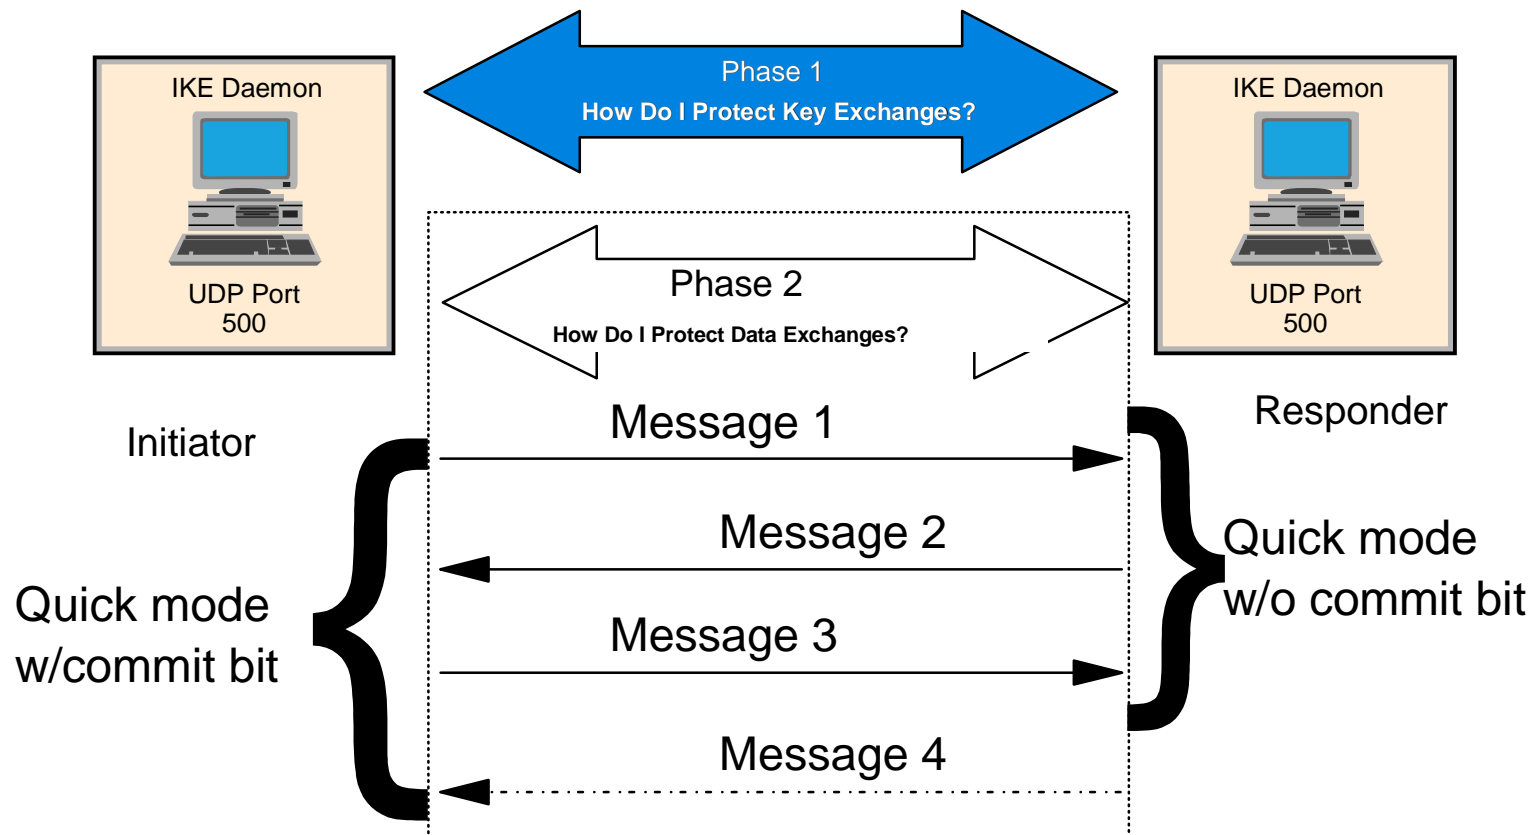 Phase 1
How Do I Protect Key Exchanges?
IKE Daemon
UDP Port
500
IKE Daemon
UDP Port
500
Phase 2
How Do I Protect Data Exchanges?
Initiator
Responder
Message 1
Message 2
Message 3
Message 4
Quick mode
w/commit bit
Quick mode
w/o commit bit